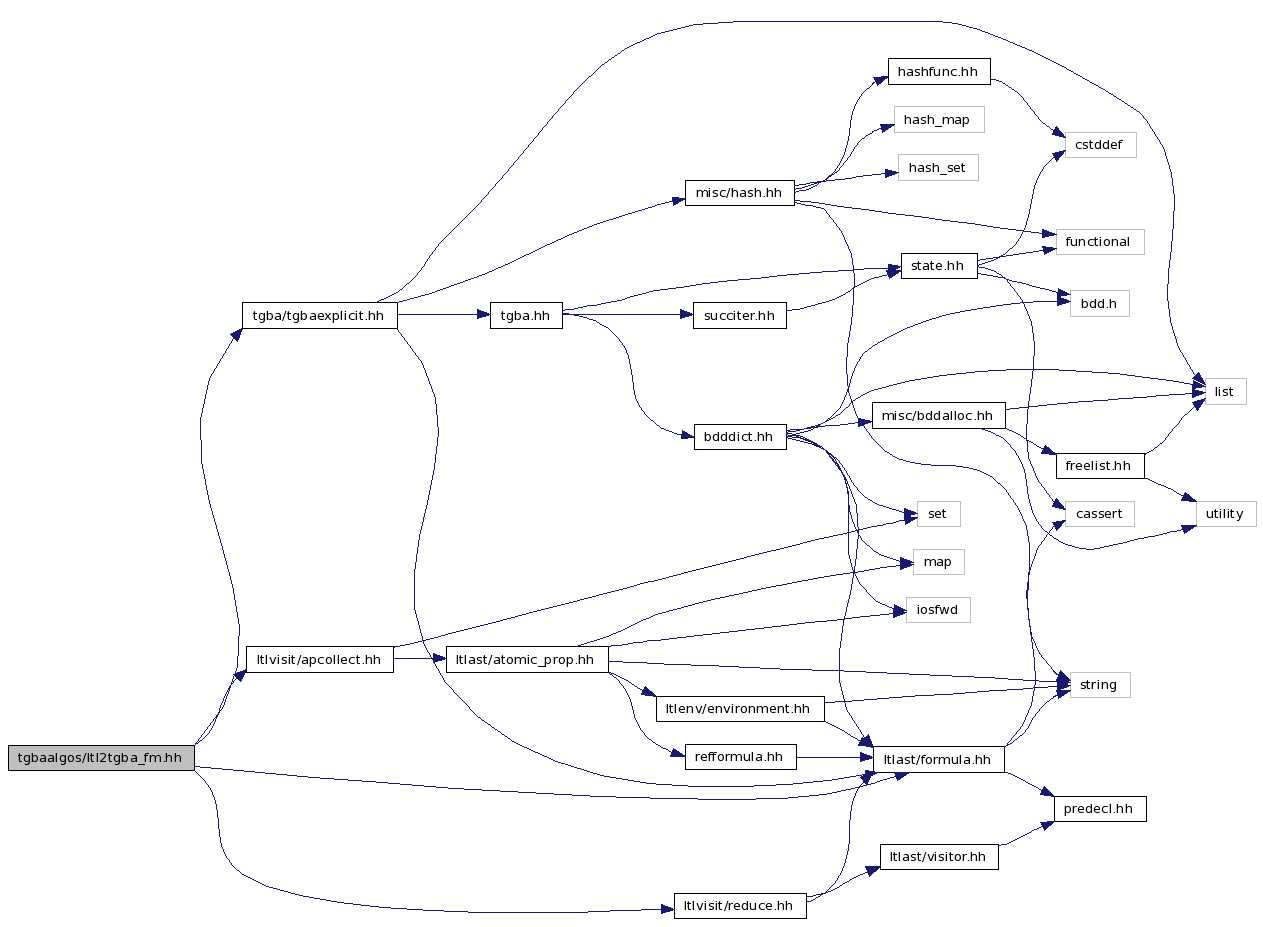 hashfunc.hh
hash_map
cstddef
hash_set
misc/hash.hh
functional
state.hh
bdd.h
tgba/tgbaexplicit.hh
tgba.hh
succiter.hh
list
misc/bddalloc.hh
bdddict.hh
freelist.hh
set
cassert
utility
map
iosfwd
ltlvisit/apcollect.hh
ltlast/atomic_prop.hh
string
ltlenv/environment.hh
tgbaalgos/ltl2tgba_fm.hh
refformula.hh
ltlast/formula.hh
predecl.hh
ltlast/visitor.hh
ltlvisit/reduce.hh